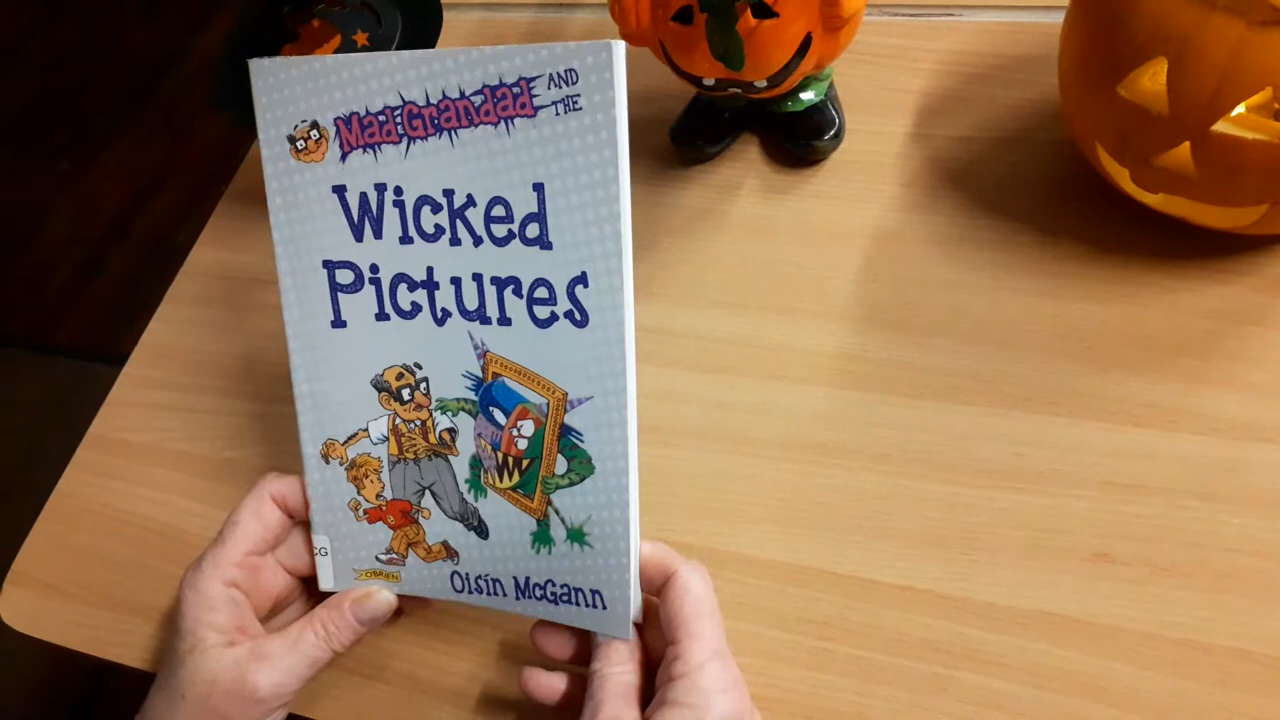 Mad Grandad AND
THE
Wicked
Pictures
CG
O'BRIEN
Oisín McGann